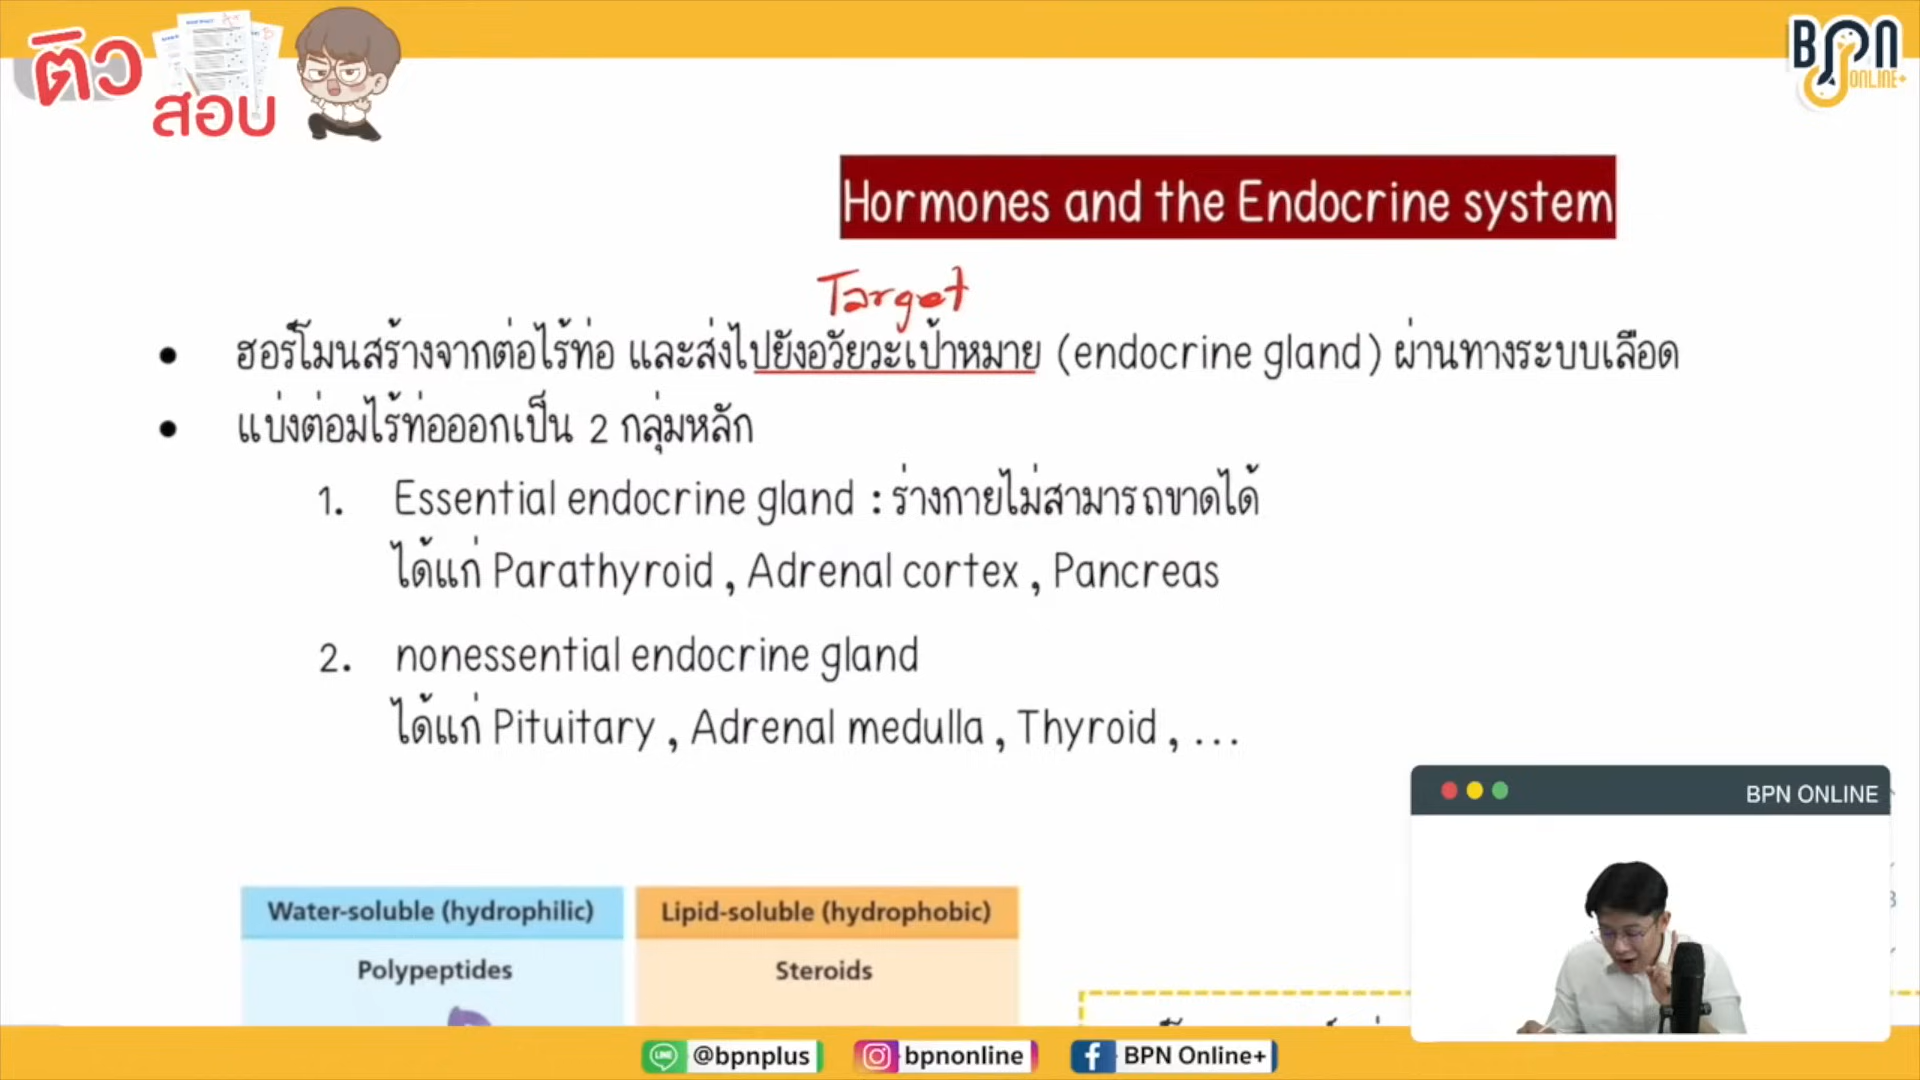 ติว
สอบ
BPN
ONLINE+
Hormones and the Endocrine system
Target
• ฮอร์โมนสร้างจากต่อไร้ท่อ และส่งไปยังอวัยวะเป้าหมาย (endocrine gland) ผ่านทางระบบเลือด
• แบ่งต่อมไร้ท่อออกเป็น 2 กลุ่มหลัก
1. Essential endocrine gland : ร่างกายไม่สามารถขาดได้
ได้แก่ Parathyroid , Adrenal cortex , Pancreas
2. nonessential endocrine gland
ได้แก่ Pituitary , Adrenal medulla , Thyroid , ...
BPN ONLINE
Water-soluble (hydrophilic) Lipid-soluble (hydrophobic)
Polypeptides Steroids
LINE @bpnplus bpnonline BPN Online+